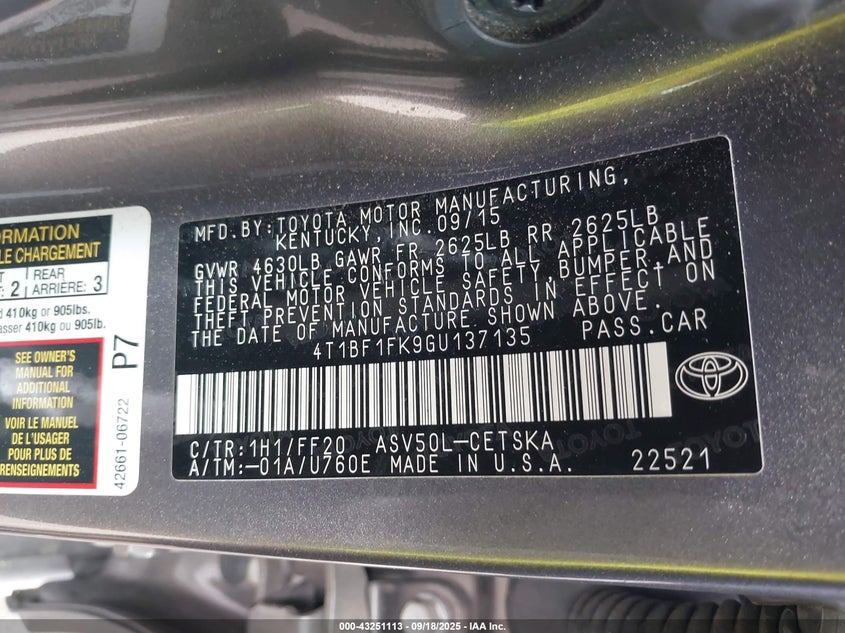 ORMATION
LE CHARGEMENT
T 2 REAR ARRIÈRE: 3
d 410kg or 905lbs.
asser 410kg ou 905lb.
SEE OWNER'S
MANUAL FOR
ADDITIONAL
INFORMATION
VOIR LE MANUEL
DE L'USAGER
POUR PLUS DE
RENSEIGNEMENTS
P7
42661-06722
MFD.BY:TOYOTA MOTOR MANUFACTURING,
KENTUCKY,INC.09/15
GVWR 4630LB GAWR FR 2625LB RR 2625LB
THIS VEHICLE CONFORMS TO ALL APPLICABLE
FEDERAL MOTOR VEHICLE SAFETY,BUMPER,AND
THEFT PREVENTION STANDARDS IN EFFECT ON
THE DATE OF MANUFACTURE SHOWN ABOVE.
4T1BF1FK9GU137135 PASS.CAR
C/TR:1H1/FF20 ASV50L-CETSKA
A/TM:-01A/U760E MADE IN U.S.A. 22521
000-43251113 - 09/18/2025 - IAA Inc.